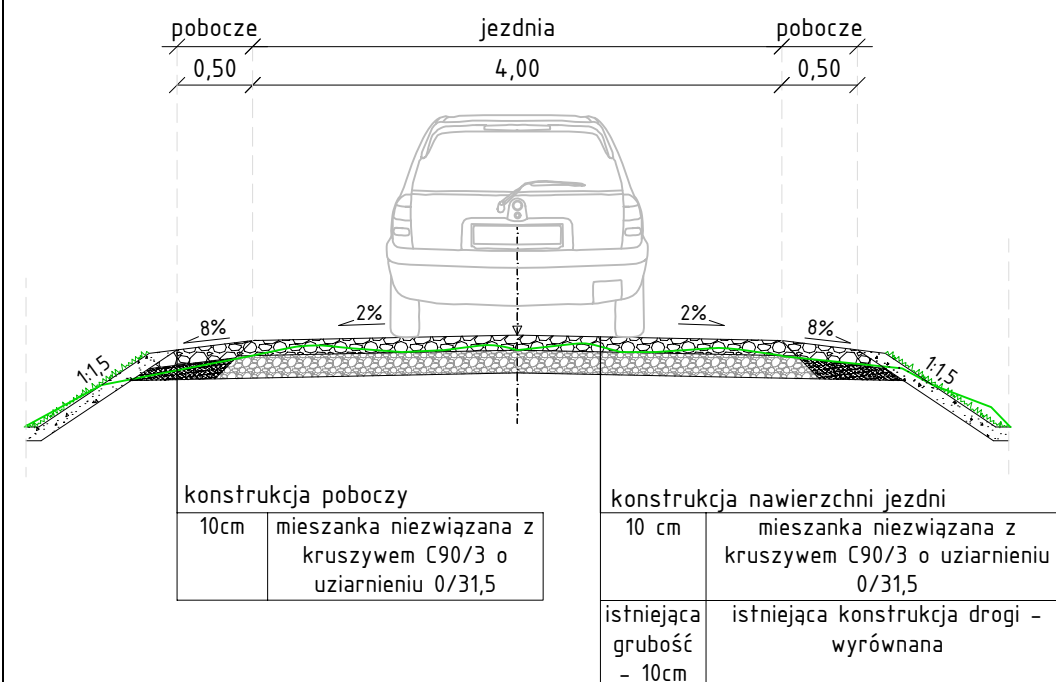 pobocze jezdnia pobocze
0,50 4,00 0,50
8% 2% 2% 8%
1:1,5 1:1,5
konstrukcja poboczy
10cm mieszanka niezwiązana z
kruszywem C90/3 o
uziarnieniu 0/31,5
konstrukcja nawierzchni jezdni
10 cm mieszanka niezwiązana z
kruszywem C90/3 o uziarnieniu
0/31,5
istniejąca istniejąca konstrukcja drogi –
grubość wyrównana
– 10cm